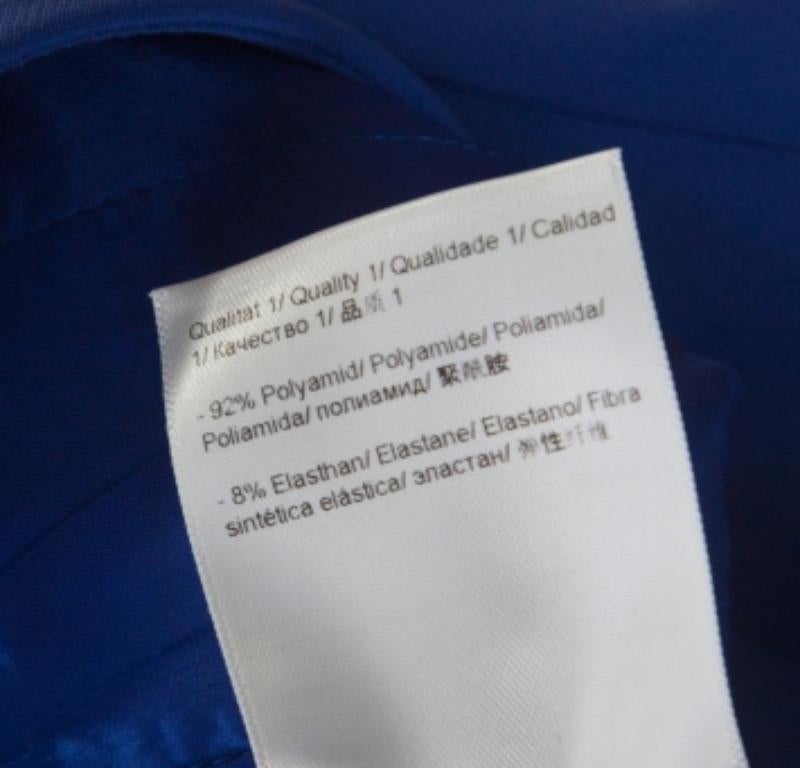 Qualität 1/ Quality 1/ Qualidade 1/ Calidad
1/ Качество 1/ 品质 1
- 92% Polyamid/ Polyamide/ Poliamida/
Poliamida/ полиамид/ 聚酰胺
- 8% Elasthan/ Elastane/ Elastano/ Fibra
sintética elástica/ эластан/ 弹性纤维